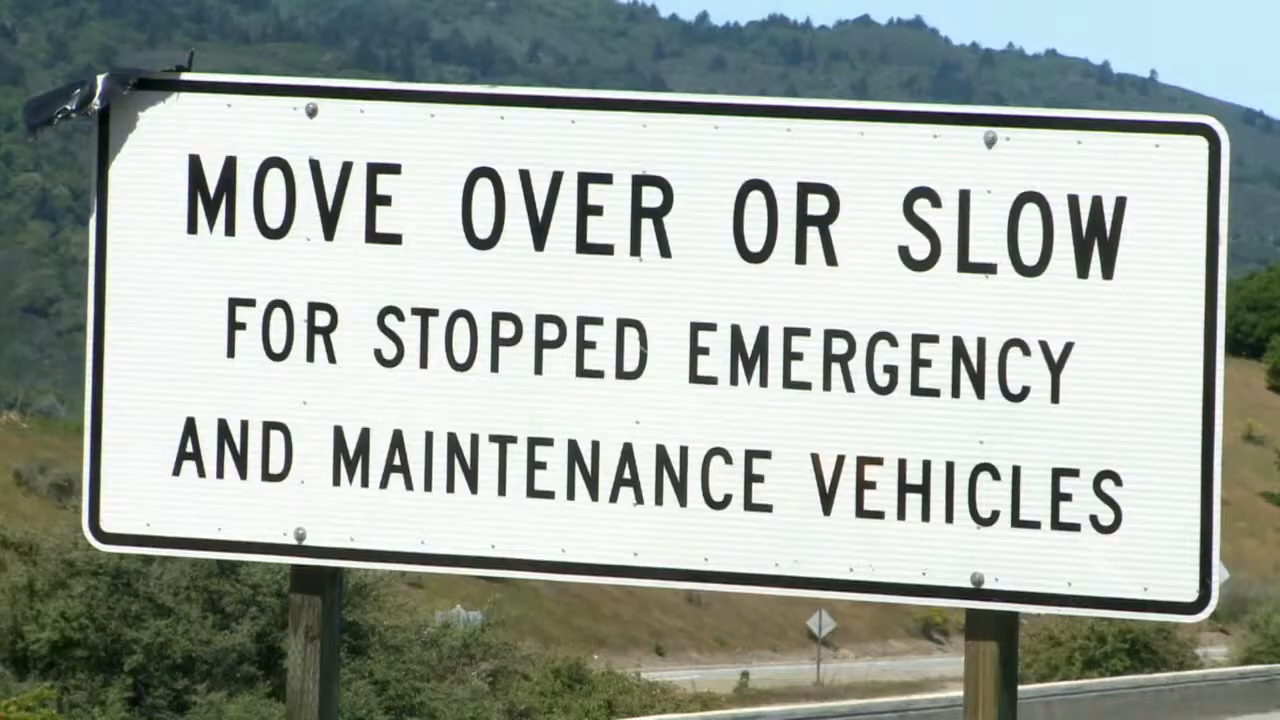 MOVE OVER OR SLOW
FOR STOPPED EMERGENCY
AND MAINTENANCE VEHICLES